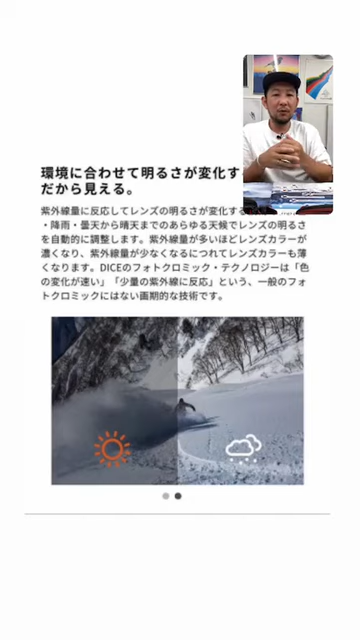 環境に合わせて明るさが変化す
だから見える。
紫外線量に反応してレンズの明るさが変化する
・降雨・曇天から晴天までのあらゆる天候でレンズの明るさ
を自動的に調整します。紫外線量が多いほどレンズカラーが
濃くなり、紫外線量が少なくなるにつれてレンズカラーも薄
くなります。DICEのフォトクロミック・テクノロジーは「色
の変化が速い」「少量の紫外線に反応」という、一般のフォ
トクロミックにはない画期的な技術です。